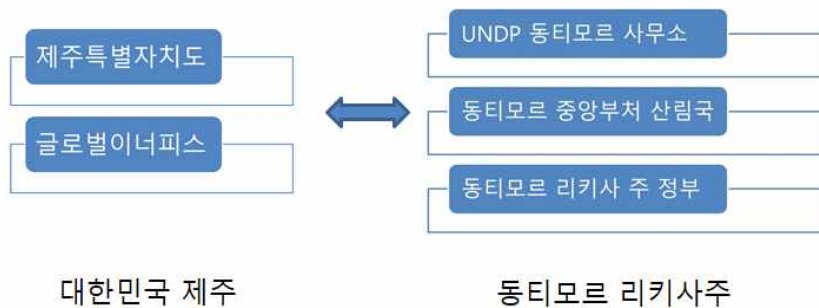 제주특별자치도
글로벌이너피스
대한민국 제주
UNDP 동티모르 사무소
동티모르 중앙부처 산림국
동티모르 리키사 주 정부
동티모르 리키사주